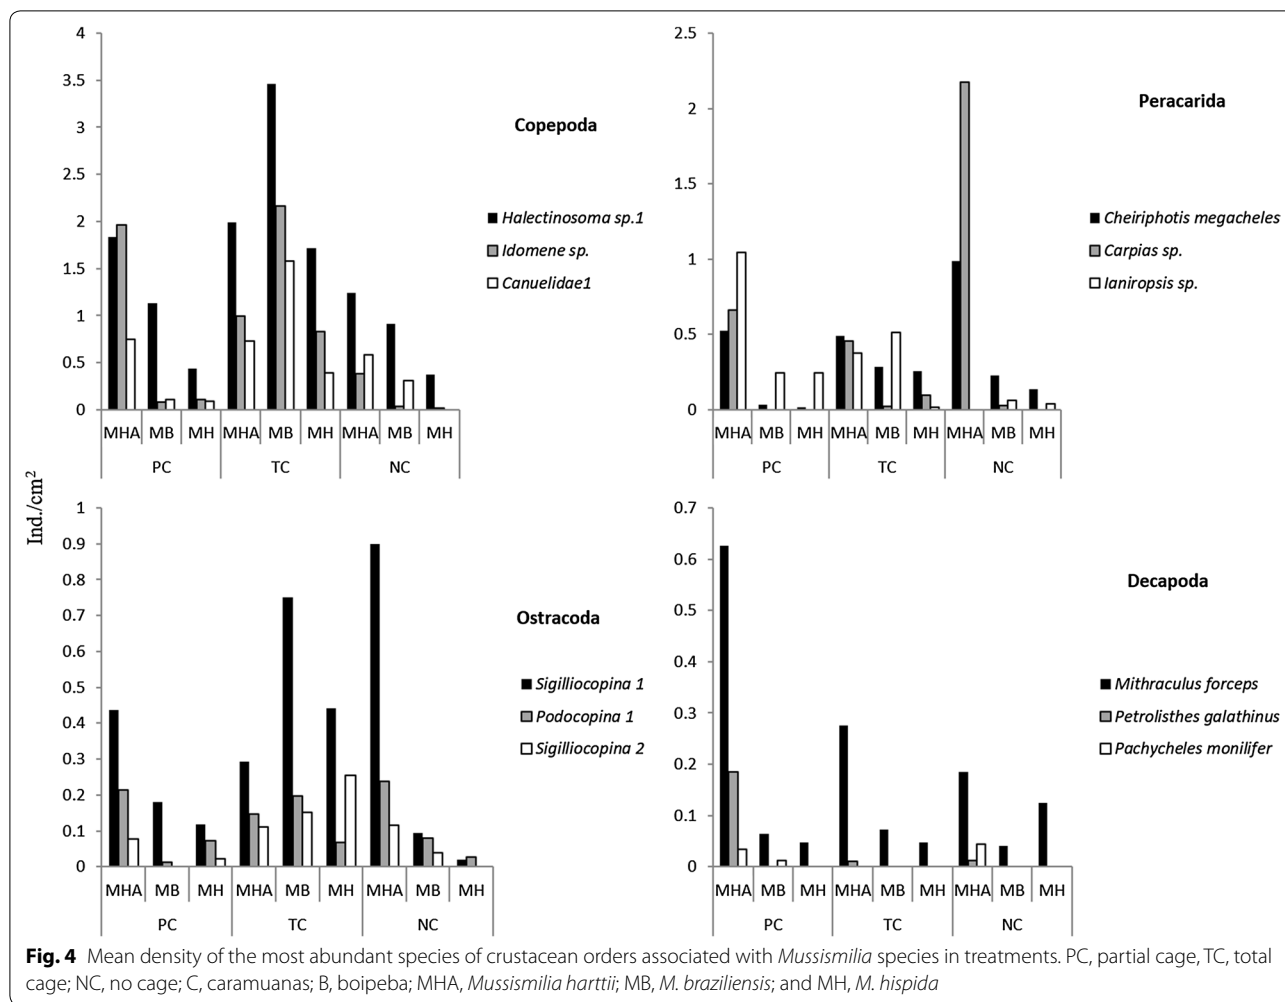 4
3.5
3
2.5
2
1.5
1
0.5
0
Copepoda
Halectinosoma sp.1
Idomene sp.
Canuelidae1
MHA MB MH MHA MB MH MHA MB MH
PC TC NC
2.5
2
1.5
1
0.5
0
Peracarida
Cheiriphotis megacheles
Carpias sp.
Ianiropsis sp.
MHA MB MH MHA MB MH MHA MB MH
PC TC NC
Ind./cm²
1
0.9
0.8
0.7
0.6
0.5
0.4
0.3
0.2
0.1
0
Ostracoda
Sigilliocopina 1
Podocopina 1
Sigilliocopina 2
MHA MB MH MHA MB MH MHA MB MH
PC TC NC
0.7
0.6
0.5
0.4
0.3
0.2
0.1
0
Decapoda
Mithraculus forceps
Petrolisthes galathinus
Pachycheles monilifer
MHA MB MH MHA MB MH MHA MB MH
PC TC NC
Fig. 4 Mean density of the most abundant species of crustacean orders associated with Mussismilia species in treatments. PC, partial cage, TC, total
cage; NC, no cage; C, caramuanas; B, boipeba; MHA, Mussismilia harttii; MB, M. braziliensis; and MH, M. hispida